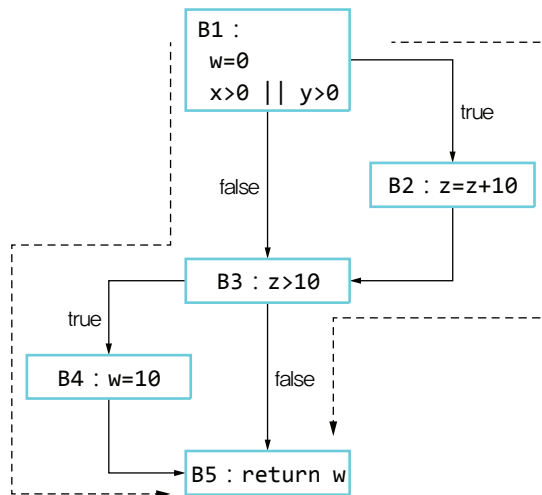 B1：
w=0
x>0 || y>0
true
B2：z=z+10
false
B3：z>10
true
B4：w=10
false
B5：return w